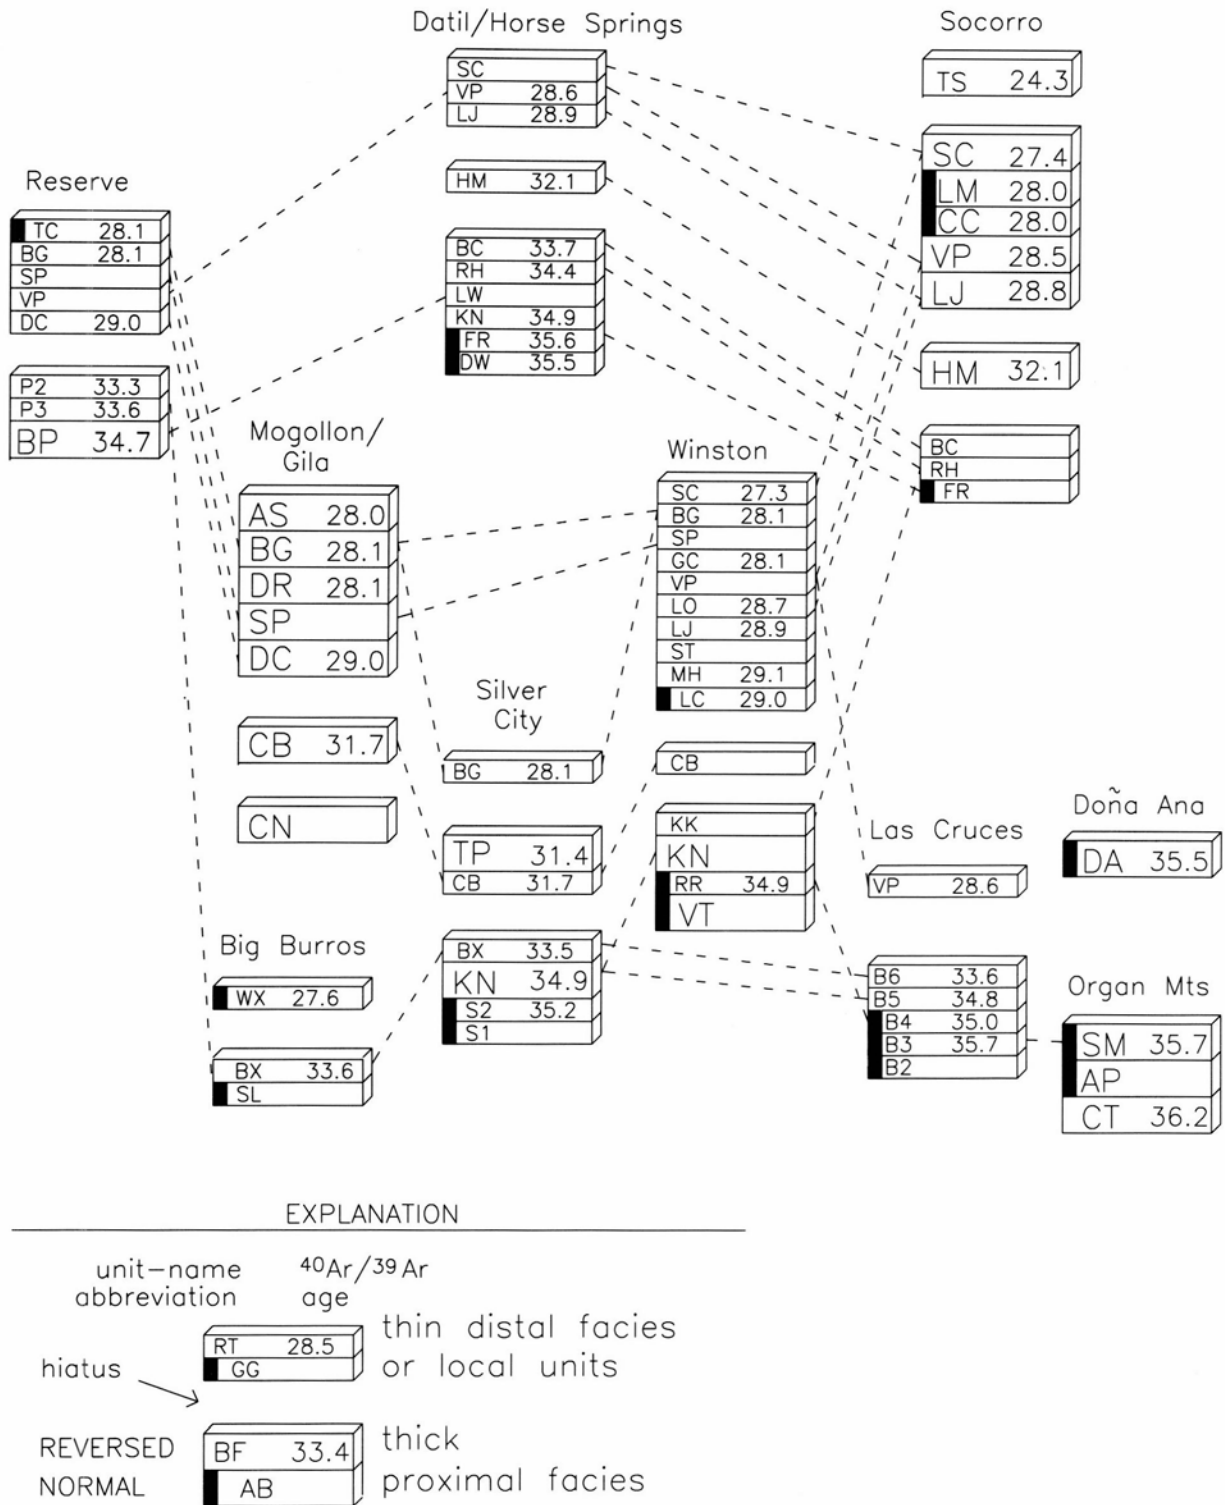 Datil/Horse Springs
SC
VP 28.6
LJ 28.9
HM 32.1
BC 33.7
RH 34.4
LW
KN 34.9
FR 35.6
DW 35.5
Socorro
TS 24.3
SC 27.4
LM 28.0
CC 28.0
VP 28.5
LJ 28.8
HM 32.1
BC
RH
FR
Reserve
TC 28.1
BG 28.1
SP
VP
DC 29.0
P2 33.3
P3 33.6
BP 34.7
Mogollon/
Gila
AS 28.0
BG 28.1
DR 28.1
SP
DC 29.0
CB 31.7
CN
Winston
SC 27.3
BG 28.1
SP
GC 28.1
VP
LO 28.7
LJ 28.9
ST
MH 29.1
LC 29.0
CB
KK
KN
RR 34.9
VT
Silver
City
BG 28.1
TP 31.4
CB 31.7
BX 33.5
KN 34.9
S2 35.2
S1
Big Burros
WX 27.6
BX 33.6
SL
Las Cruces
VP 28.6
B6 33.6
B5 34.8
B4 35.0
B3 35.7
B2
Doña Ana
DA 35.5
Organ Mts
SM 35.7
AP
CT 36.2
EXPLANATION
unit-name
abbreviation
40Ar/39Ar
age
RT 28.5
GG
thin distal facies
or local units
hiatus
REVERSED
NORMAL
BF 33.4
AB
thick
proximal facies